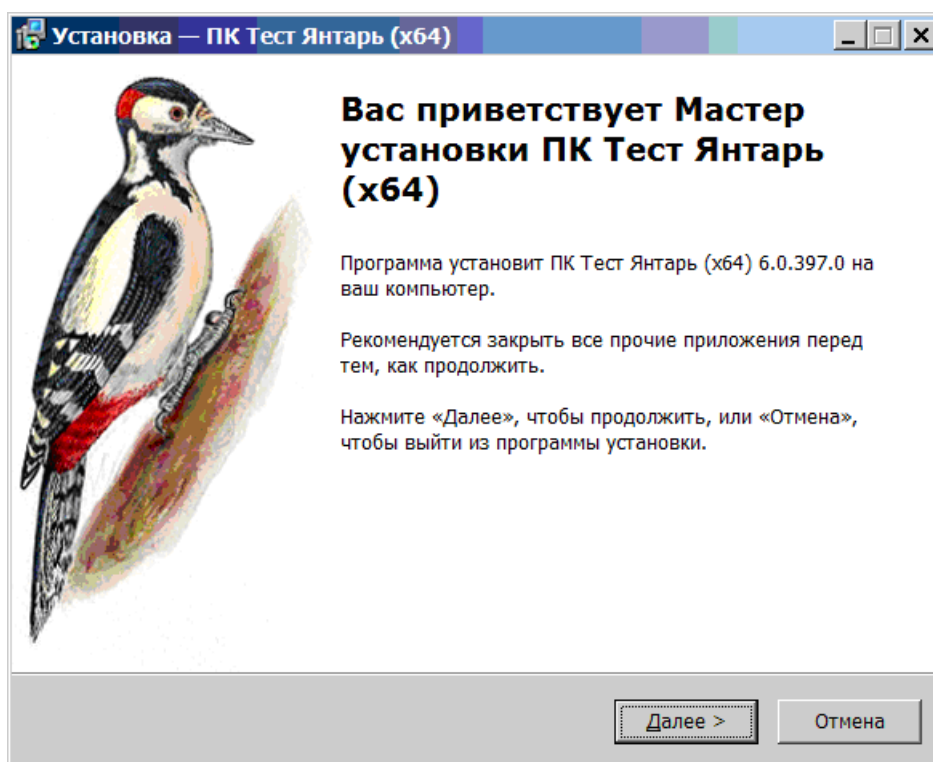 Установка — ПК Тест Янтарь (x64)
Вас приветствует Мастер
установки ПК Тест Янтарь
(x64)
Программа установит ПК Тест Янтарь (x64) 6.0.397.0 на
ваш компьютер.
Рекомендуется закрыть все прочие приложения перед
тем, как продолжить.
Нажмите «Далее», чтобы продолжить, или «Отмена»,
чтобы выйти из программы установки.
Далее >
Отмена